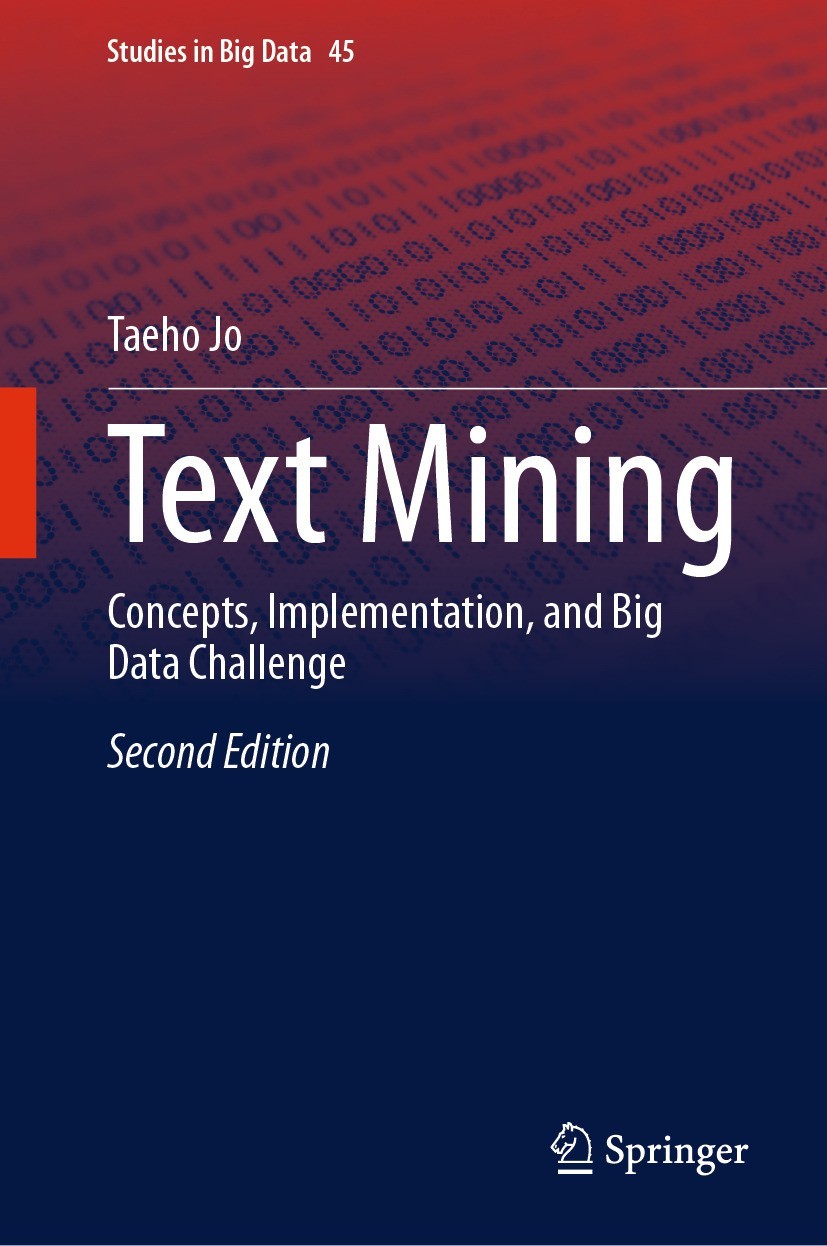 Studies in Big Data 45
Taeho Jo
Text Mining
Concepts, Implementation, and Big
Data Challenge
Second Edition
Springer